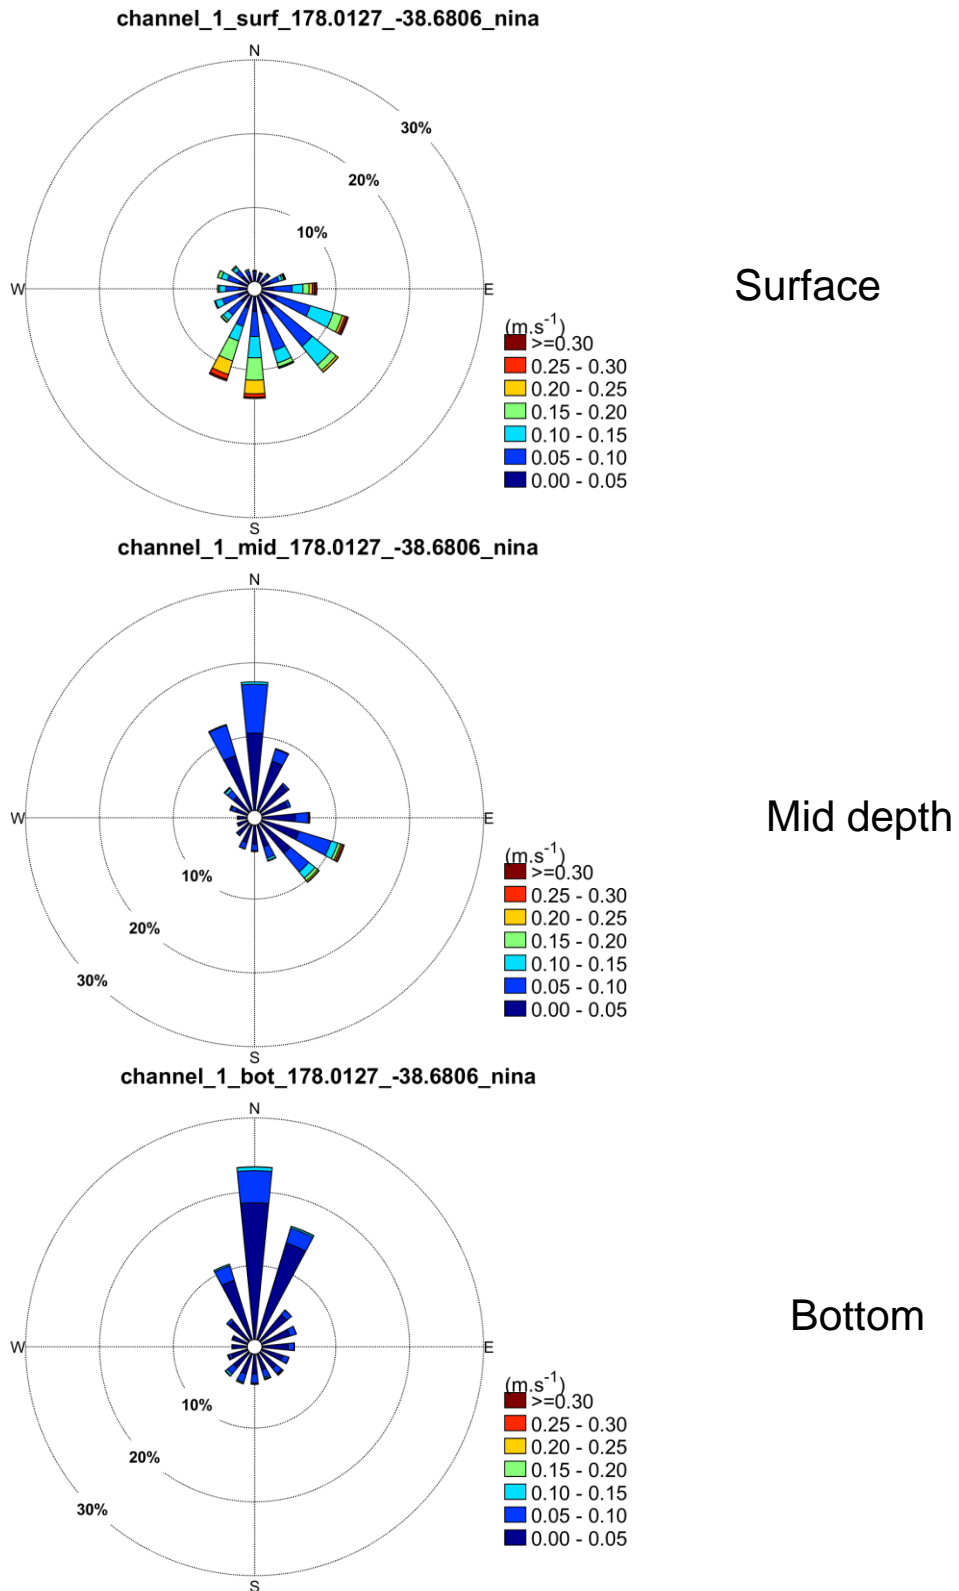 channel_1_surf_178.0127_-38.6806_nina
N
30%
20%
10%
W
E
S
Surface
(m.s-1)
>=0.30
0.25 - 0.30
0.20 - 0.25
0.15 - 0.20
0.10 - 0.15
0.05 - 0.10
0.00 - 0.05
channel_1_mid_178.0127_-38.6806_nina
N
W
E
10%
20%
30%
S
Mid depth
(m.s-1)
>=0.30
0.25 - 0.30
0.20 - 0.25
0.15 - 0.20
0.10 - 0.15
0.05 - 0.10
0.00 - 0.05
channel_1_bot_178.0127_-38.6806_nina
N
W
E
10%
20%
30%
S
Bottom
(m.s-1)
>=0.30
0.25 - 0.30
0.20 - 0.25
0.15 - 0.20
0.10 - 0.15
0.05 - 0.10
0.00 - 0.05